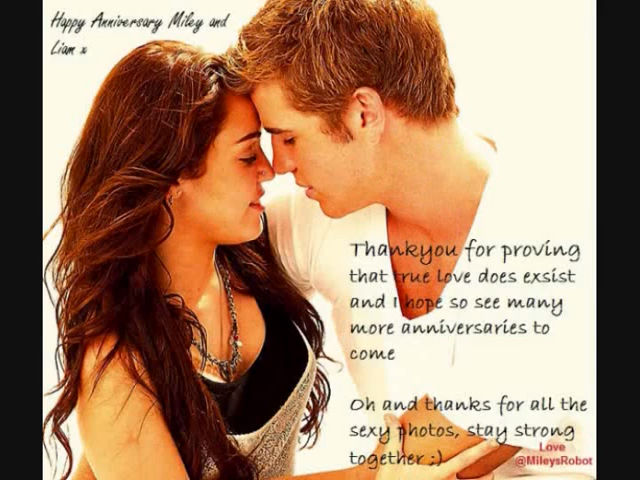 Happy Anniversary Miley and
Liam x
Thankyou for proving
that true love does exsist
and I hope so see many
more anniversaries to
come
Oh and thanks for all the
sexy photos, stay strong
together ;)
Love
@MileysRobot